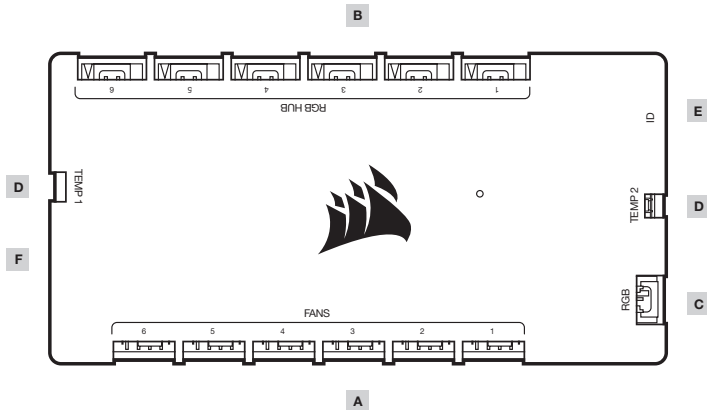 B
6 5 4 3 2 1
RGB HUB
E
ID
D
TEMP 1
TEMP 2
D
F
RGB
C
FANS
6 5 4 3 2 1
A